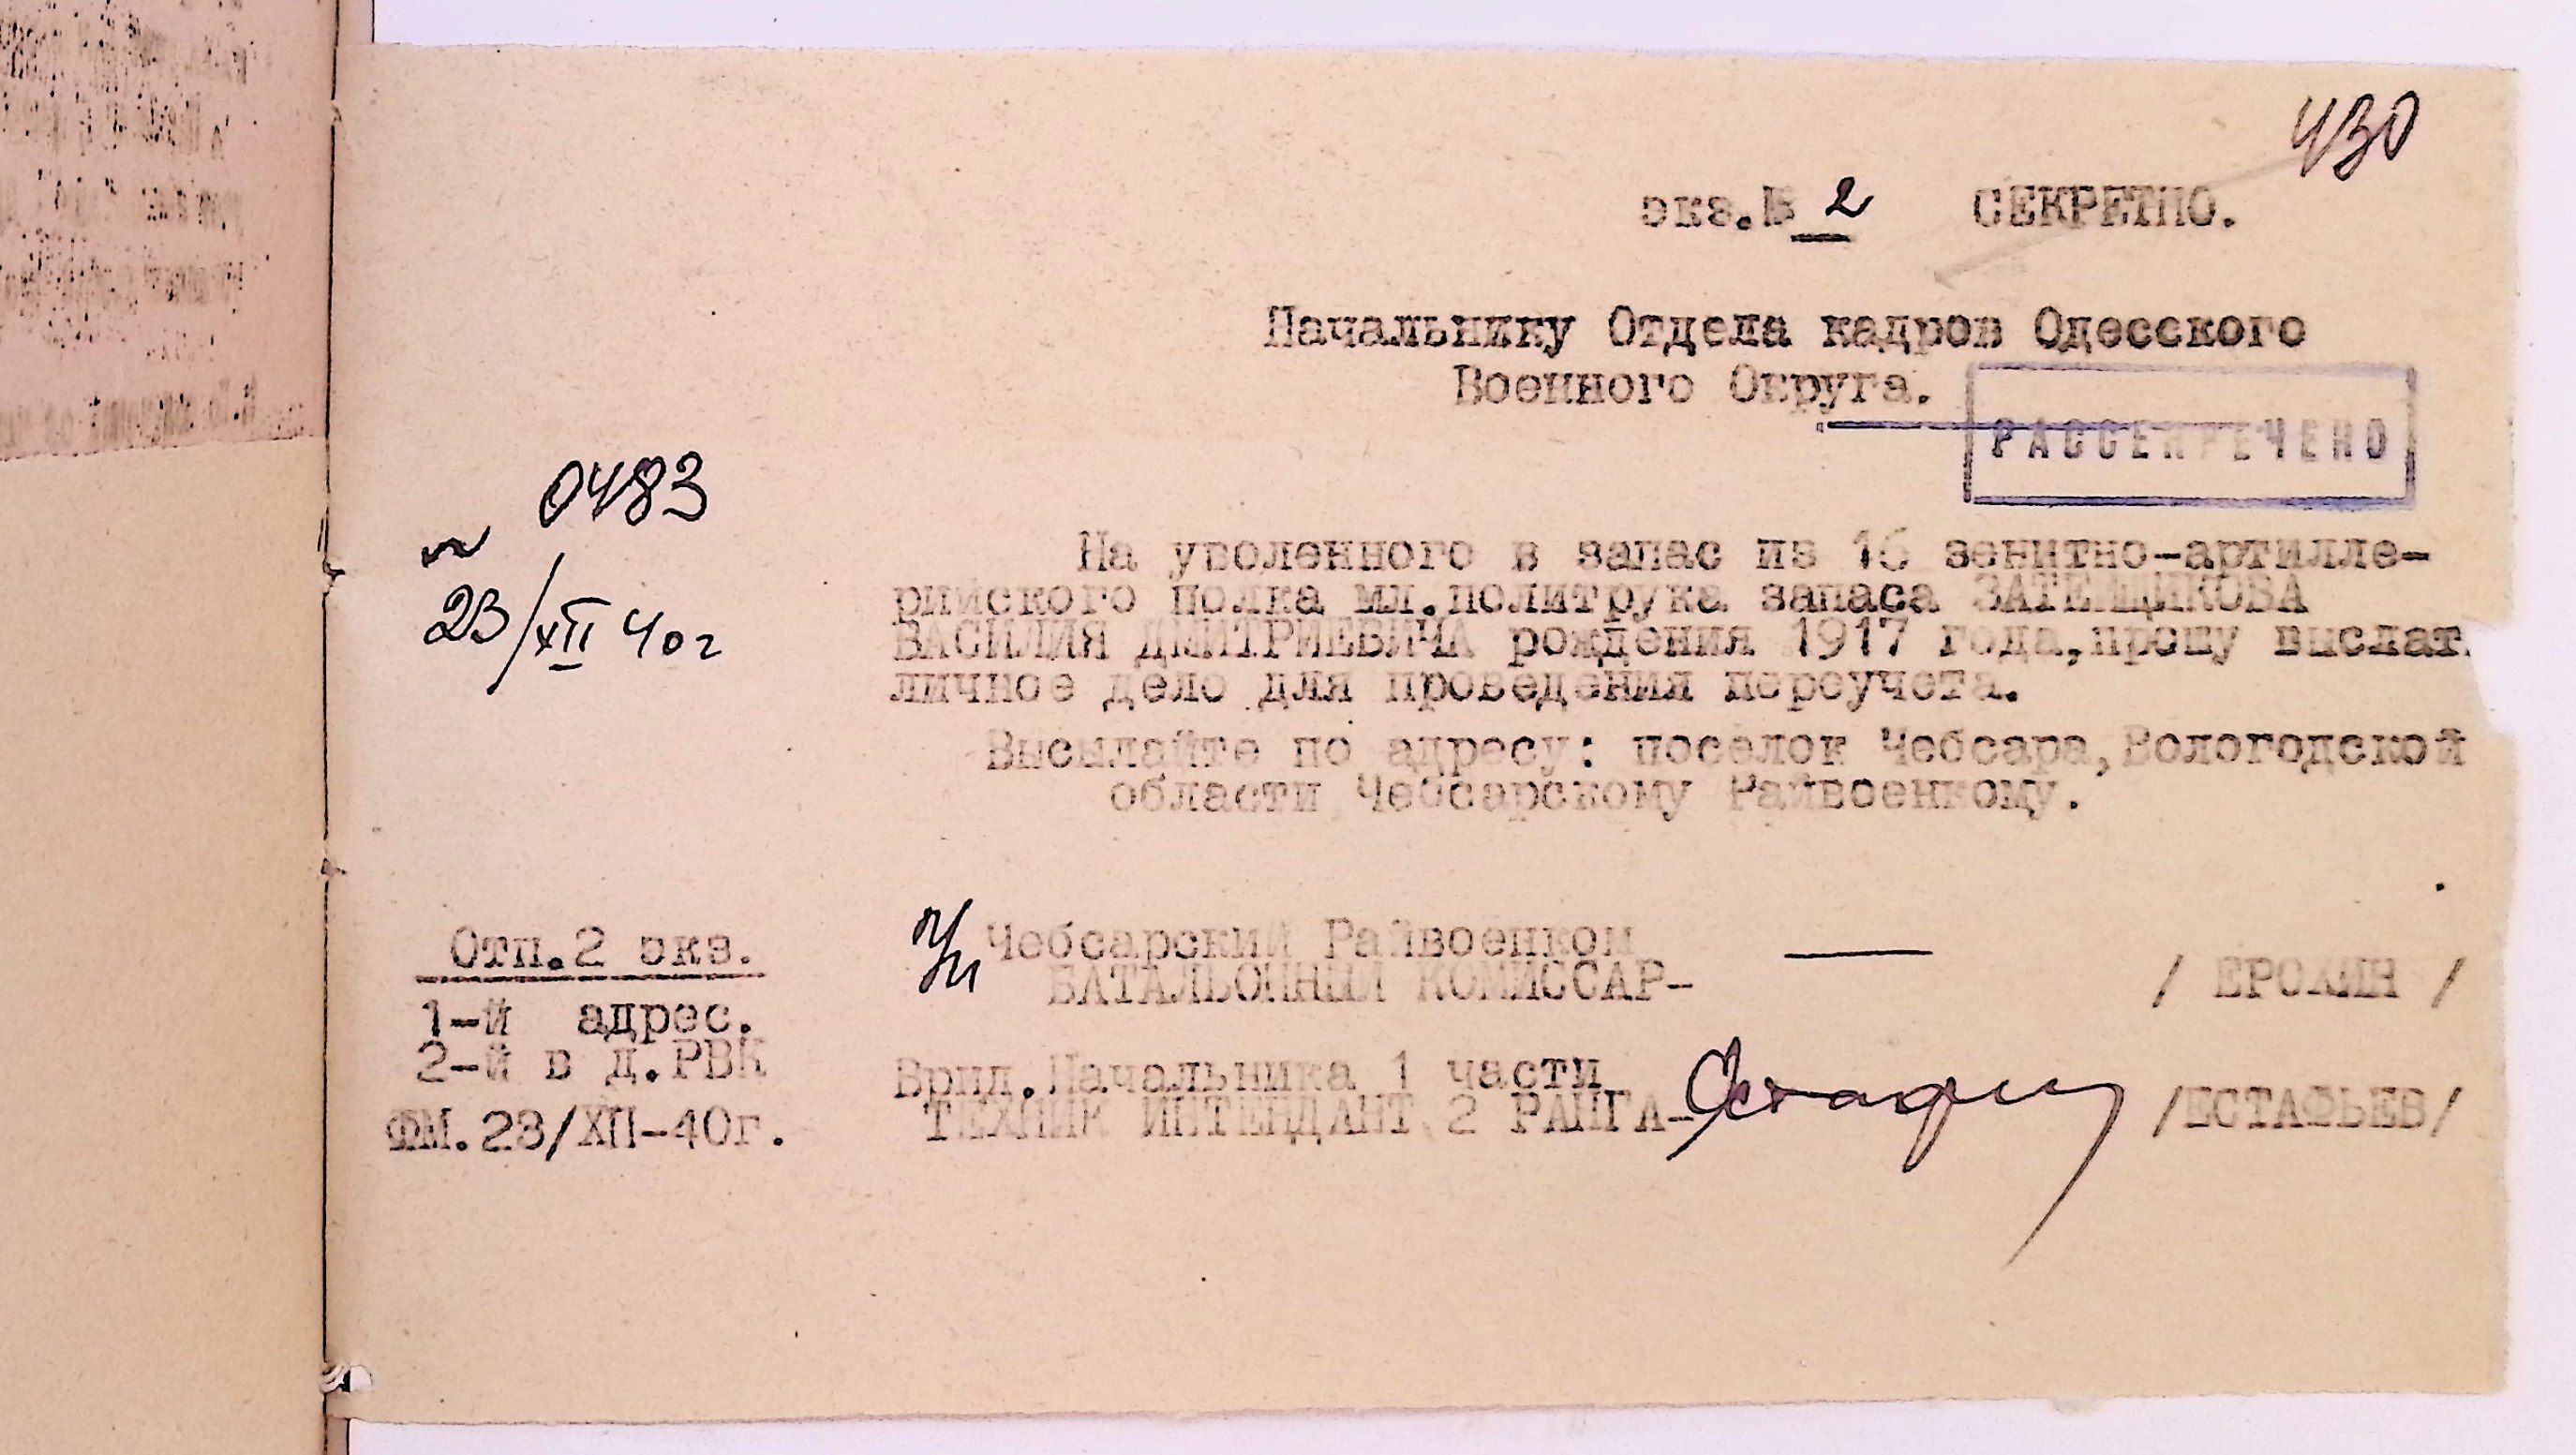 430
экз.№ 2 СЕКРЕТНО.
Начальнику Отдела кадров Одесского
Военного Округа.
РАССЕКРЕЧЕНО
0483
23/XII 40г
На уволенного в запас из 16 зенитно-артилле-
рийского полка мл.политрука запаса ЗАТЕМЩИКОВА
ВАСИЛИЯ ДМИТРИЕВИЧА рождения 1917 года,прошу выслат
личное дело для проведения переучета.
Высылайте по адресу: поселок Чебсара,Вологодской
области Чебсарскому Райвоенкому.
п/п Чебсарский Райвоенком
БАТАЛЬОННЫЙ КОМИССАР- — / ЕРОХИН /
Врид.Начальника 1 части
ТЕХНИК ИНТЕНДАНТ 2 РАНГА- /ЕСТАФЬЕВ/
Отп.2 экз.
1-й адрес.
2-й в д.РВК
ФМ.23/ХП-40г.